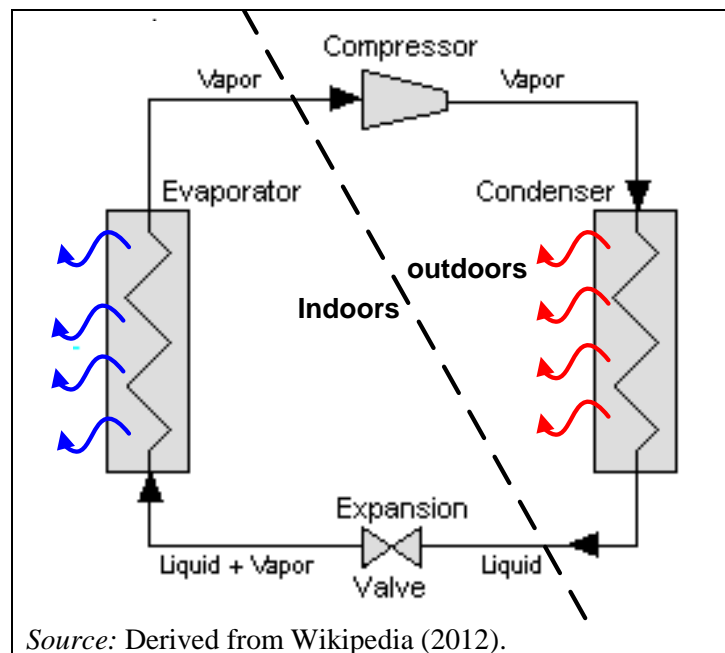 Compressor
Vapor
Vapor
Evaporator
Condenser
outdoors
Indoors
Expansion
Valve
Liquid + Vapor
Liquid
Source: Derived from Wikipedia (2012).